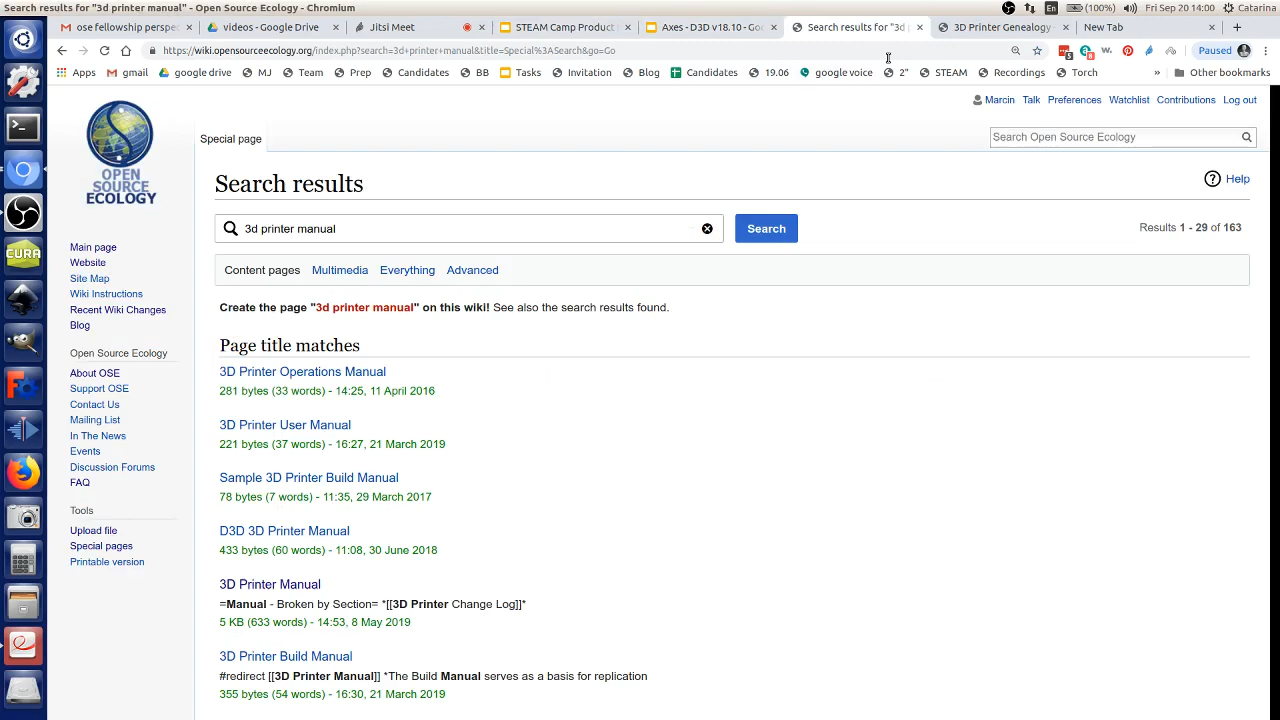 Search results for "3d printer manual" - Open Source Ecology - Chromium
En (100%) Fri Sep 20 14:00 Catarina
ose fellowship perspe
videos - Google Drive
Jitsi Meet
STEAM Camp Product
Axes - D3D v18.10 - Goo
Search results for "3d
3D Printer Genealogy
New Tab
https://wiki.opensourceecology.org/index.php?search=3d+printer+manual&title=Special%3ASearch&go=Go
Paused
Apps gmail google drive MJ Team Prep Candidates BB Tasks Invitation Blog Candidates 19.06 google voice 2" STEAM Recordings Torch » Other bookmarks
Marcin Talk Preferences Watchlist Contributions Log out
Special page
Search Open Source Ecology
OPEN
SOURCE
ECOLOGY
Search results
Help
3d printer manual
Search
Results 1 - 29 of 163
Content pages Multimedia Everything Advanced
Create the page "3d printer manual" on this wiki! See also the search results found.
Page title matches
3D Printer Operations Manual
281 bytes (33 words) - 14:25, 11 April 2016
3D Printer User Manual
221 bytes (37 words) - 16:27, 21 March 2019
Sample 3D Printer Build Manual
78 bytes (7 words) - 11:35, 29 March 2017
D3D 3D Printer Manual
433 bytes (60 words) - 11:08, 30 June 2018
3D Printer Manual
=Manual - Broken by Section= *[[3D Printer Change Log]]*
5 KB (633 words) - 14:53, 8 May 2019
3D Printer Build Manual
#redirect [[3D Printer Manual]] *The Build Manual serves as a basis for replication
355 bytes (54 words) - 16:30, 21 March 2019
Main page
Website
Site Map
Wiki Instructions
Recent Wiki Changes
Blog
Open Source Ecology
About OSE
Support OSE
Contact Us
Mailing List
In The News
Events
Discussion Forums
FAQ
Tools
Upload file
Special pages
Printable version
CURA